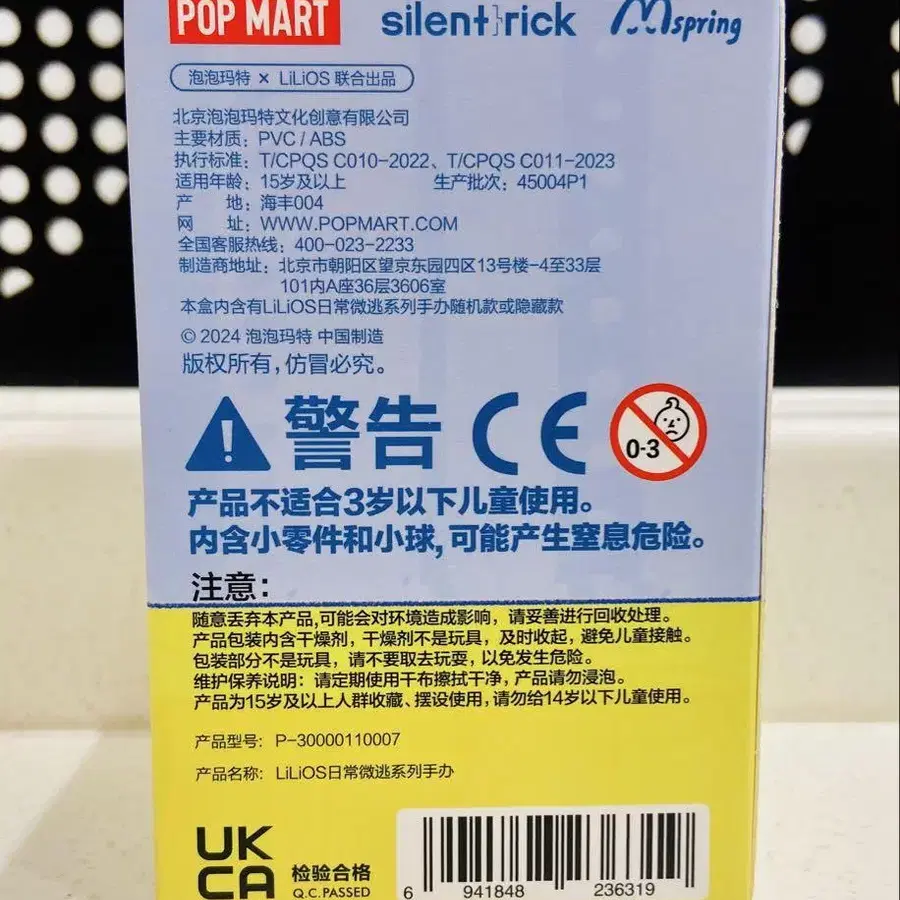 POP MART silent}rick Mspring
泡泡玛特 × LiLiOS 联合出品
北京泡泡玛特文化创意有限公司
主要材质：PVC / ABS
执行标准：T/CPQS C010-2022、T/CPQS C011-2023
适用年龄：15岁及以上 生产批次：45004P1
产 地：海丰004
网 址：WWW.POPMART.COM
全国客服热线：400-023-2233
制造商地址：北京市朝阳区望京东园四区13号楼-4至33层
101内A座36层3606室
本盒内含有LiLiOS日常微逃系列手办随机款或隐藏款
© 2024 泡泡玛特 中国制造
版权所有，仿冒必究。
警告 CE 0-3
产品不适合3岁以下儿童使用。
内含小零件和小球，可能产生窒息危险。
注意：
随意丢弃本产品,可能会对环境造成影响，请妥善进行回收处理。
产品包装内含干燥剂，干燥剂不是玩具，及时收起，避免儿童接触。
包装部分不是玩具，请不要取去玩耍，以免发生危险。
维护保养说明：请定期使用干布擦拭干净，产品请勿浸泡。
产品为15岁及以上人群收藏、摆设使用，请勿给14岁以下儿童使用。
产品型号：P-30000110007
产品名称：LiLiOS日常微逃系列手办
UK
CA
检验合格
Q.C.PASSED
6 941848 236319